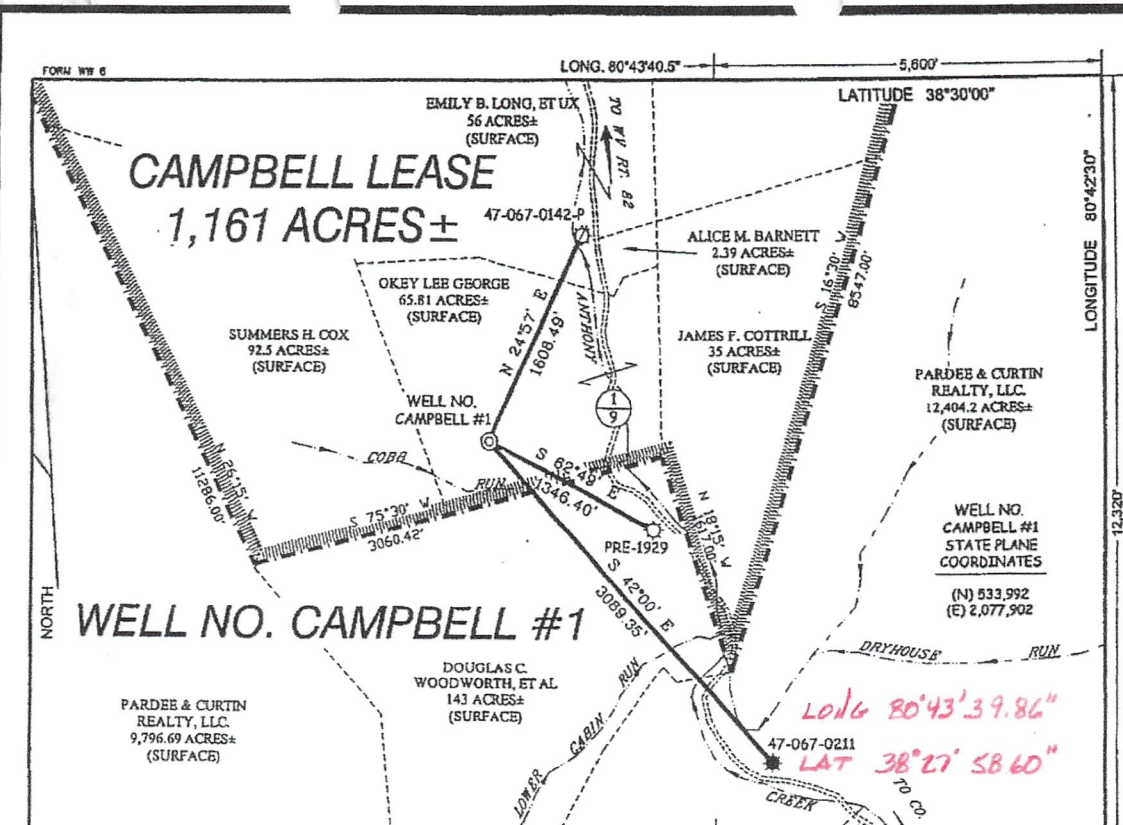 FORM WW 6
LONG. 80°43'40.5"
5,600'
LATITUDE 38°30'00"
EMILY B. LONG, ET UX
56 ACRES±
(SURFACE)
TO WV RT. 82
CAMPBELL LEASE
1,161 ACRES±
47-067-0142-P
LONGITUDE 80°42'30"
ALICE M. BARNETT
2.39 ACRES±
(SURFACE)
OKEY LEE GEORGE
65.81 ACRES±
(SURFACE)
S 16°30' W
8547.00'
N 24°57' E
1608.49'
ANTHONY
SUMMERS H. COX
92.5 ACRES±
(SURFACE)
JAMES F. COTTRILL
35 ACRES±
(SURFACE)
PARDEE & CURTIN
REALTY, LLC.
12,404.2 ACRES±
(SURFACE)
WELL NO.
CAMPBELL #1
1
9
COBB
RUN
S 62°49' E
1346.40'
N 26°15' W
11286.00'
S 75°30' W
3060.42'
N 18°15' W
1617.00'
PRE-1929
WELL NO.
CAMPBELL #1
STATE PLANE
COORDINATES
(N) 533,992
(E) 2,077,902
12,320'
S 42°00' E
3089.35'
NORTH
WELL NO. CAMPBELL #1
DRYHOUSE RUN
DOUGLAS C.
WOODWORTH, ET AL
143 ACRES±
(SURFACE)
PARDEE & CURTIN
REALTY, LLC.
9,796.69 ACRES±
(SURFACE)
LOWER CABIN RUN
LONG 80°43'39.86"
47-067-0211
LAT 38°27'58.60"
CREEK
TO CO.